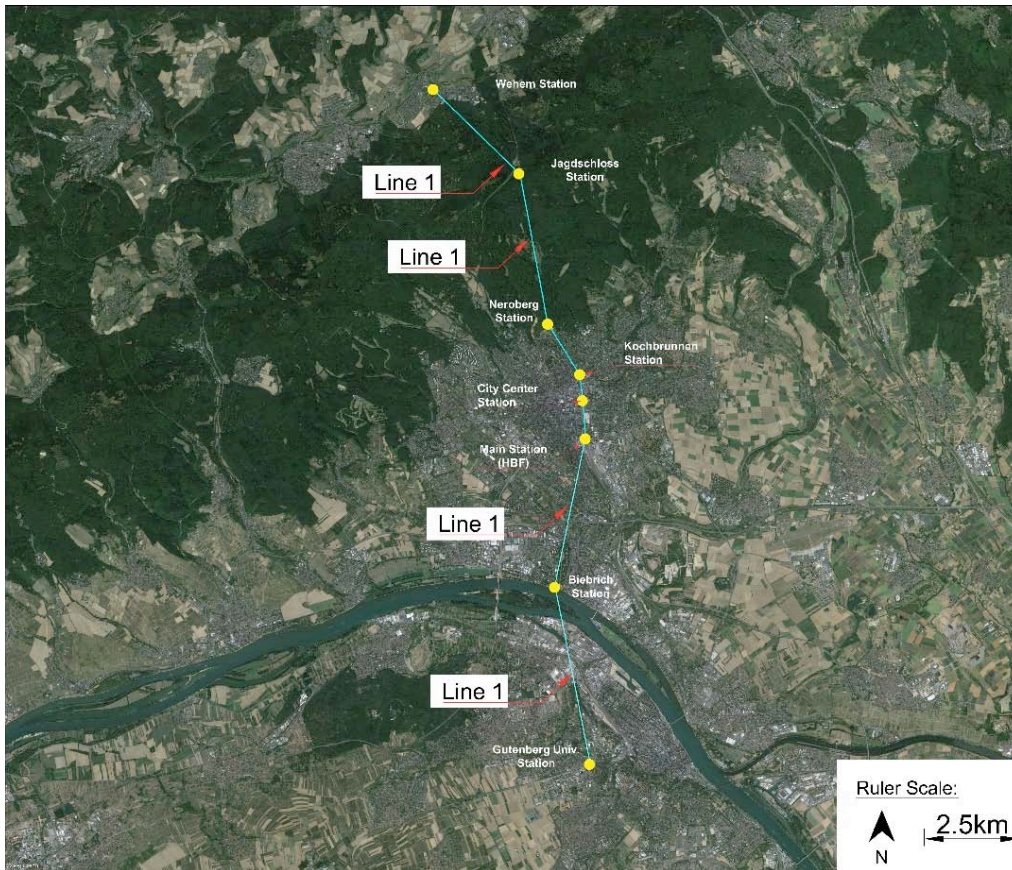 Wehem Station
Jagdschloss
Station
Line 1
Line 1
Neroberg
Station
Kochbrunnen
Station
City Center
Station
Main Station
(HBF)
Line 1
Biebrich
Station
Line 1
Gutenberg Univ.
Station
Ruler Scale:
2.5km
N